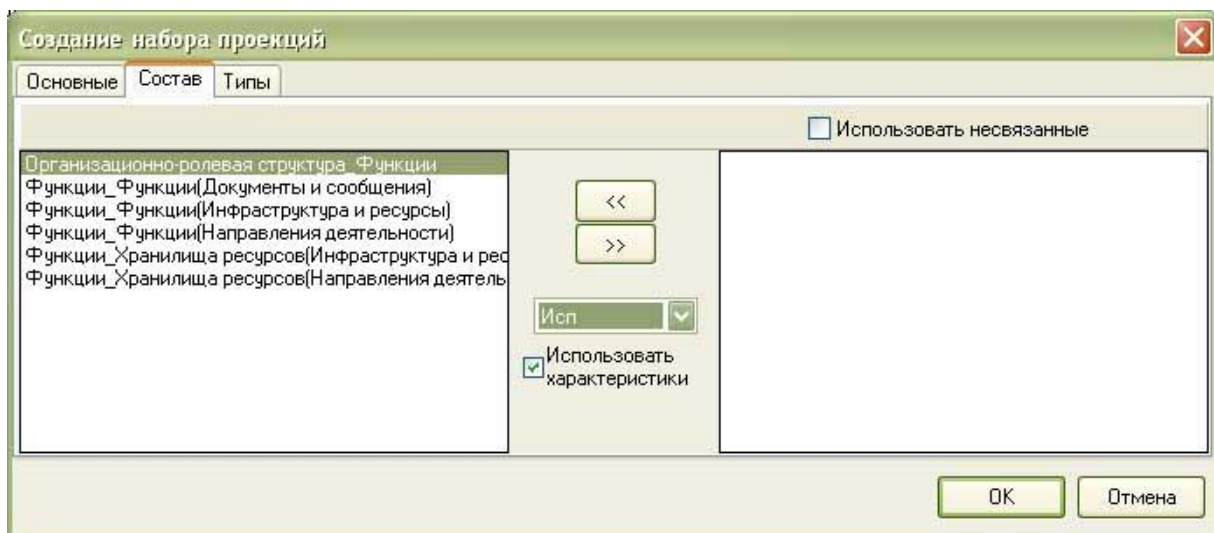 Создание набора проекций
Основные Состав Типы
Использовать несвязанные
Организационно-ролевая структура_Функции
Функции_Функции(Документы и сообщения)
Функции_Функции(Инфраструктура и ресурсы)
Функции_Функции(Направления деятельности)
Функции_Хранилища ресурсов(Инфраструктура и рес
Функции_Хранилища ресурсов(Направления деятель
<<
>>
Исп
Использовать
характеристики
OK Отмена